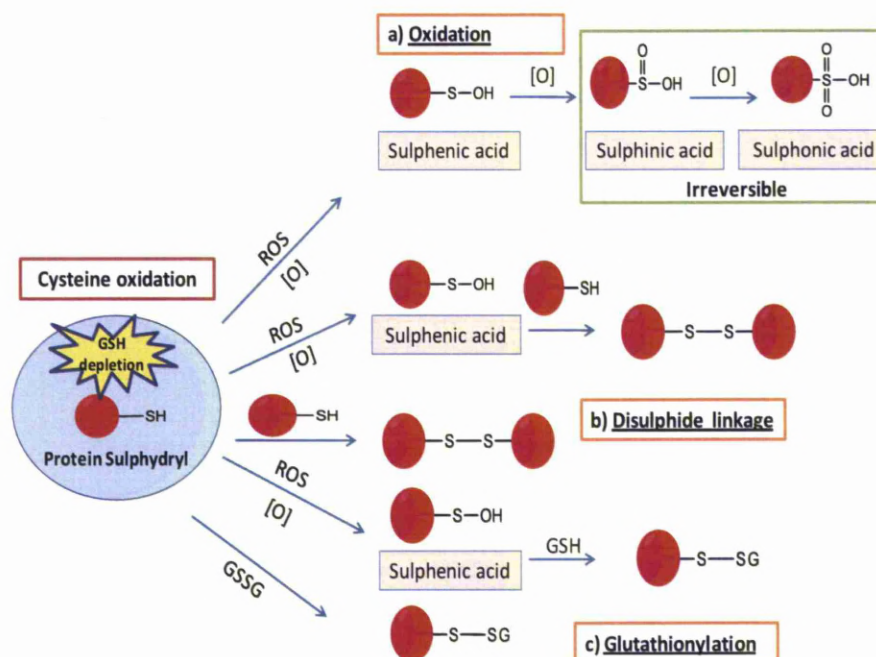 a) Oxidation
S—OH
[O]
O
S—OH
[O]
O
S—OH
O
Sulphenic acid
Sulphinic acid
Sulphonic acid
Irreversible
ROS
[O]
Cysteine oxidation
GSH
depletion
SH
Protein Sulphydryl
ROS
[O]
S—OH
SH
Sulphenic acid
S—S
SH
S—S
b) Disulphide linkage
ROS
[O]
S—OH
Sulphenic acid
GSH
S—SG
GSSG
S—SG
c) Glutathionylation